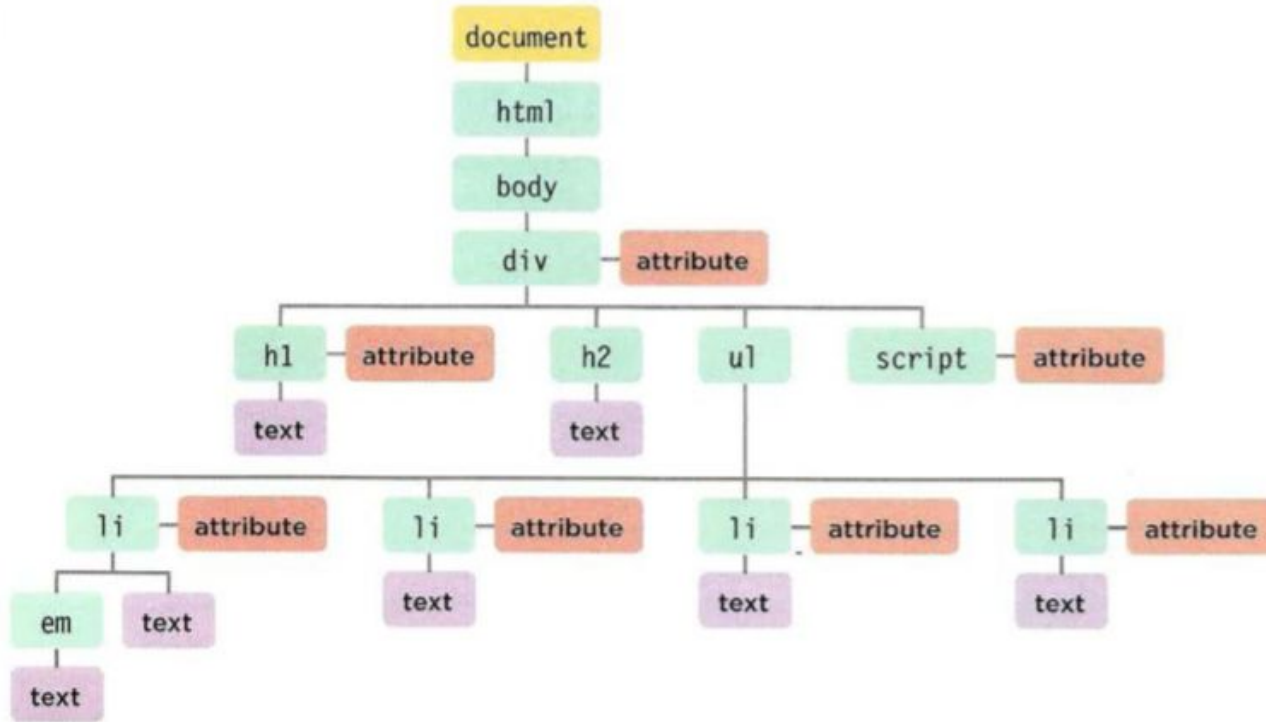 document
html
body
div attribute
h1 attribute h2 ul script attribute
text text
li attribute li attribute li attribute li attribute
em text text text text
text